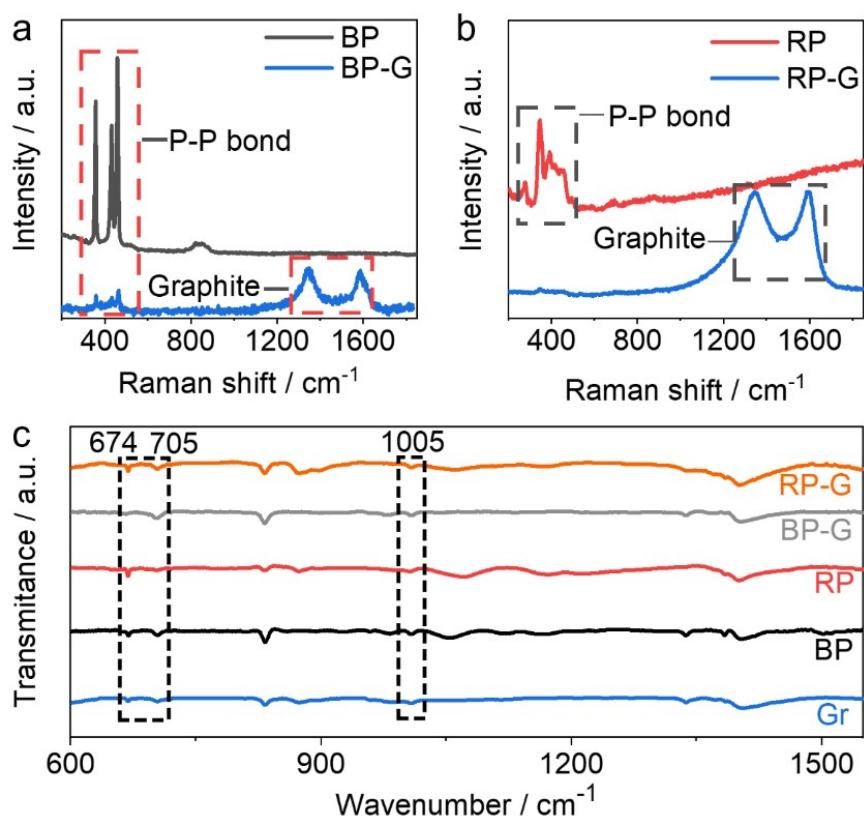 a
BP
BP-G
P-P bond
Graphite
Intensity / a.u.
400 800 1200 1600
Raman shift / cm⁻¹
b
RP
RP-G
P-P bond
Graphite
Intensity / a.u.
400 800 1200 1600
Raman shift / cm⁻¹
c
674 705 1005
RP-G
BP-G
RP
BP
Gr
Transmitance / a.u.
600 900 1200 1500
Wavenumber / cm⁻¹